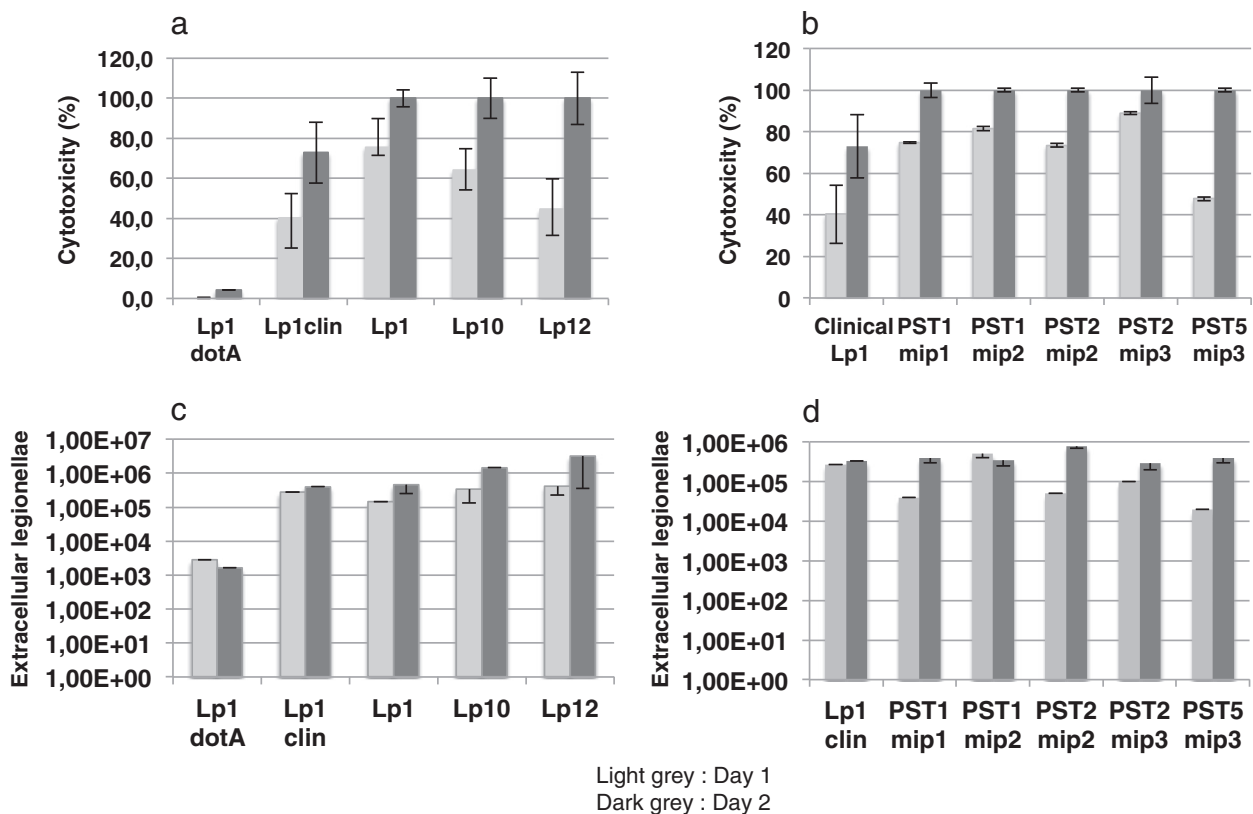 a
Cytotoxicity (%)
120,0
100,0
80,0
60,0
40,0
20,0
0,0
Lp1 dotA
Lp1clin
Lp1
Lp10
Lp12
b
Cytotoxicity (%)
120
100
80
60
40
20
0
Clinical Lp1
PST1 mip1
PST1 mip2
PST2 mip2
PST2 mip3
PST5 mip3
c
Extracellular legionellae
1,00E+07
1,00E+06
1,00E+05
1,00E+04
1,00E+03
1,00E+02
1,00E+01
1,00E+00
Lp1 dotA
Lp1 clin
Lp1
Lp10
Lp12
d
Extracellular legionellae
1,00E+06
1,00E+05
1,00E+04
1,00E+03
1,00E+02
1,00E+01
1,00E+00
Lp1 clin
PST1 mip1
PST1 mip2
PST2 mip2
PST2 mip3
PST5 mip3
Light grey : Day 1
Dark grey : Day 2